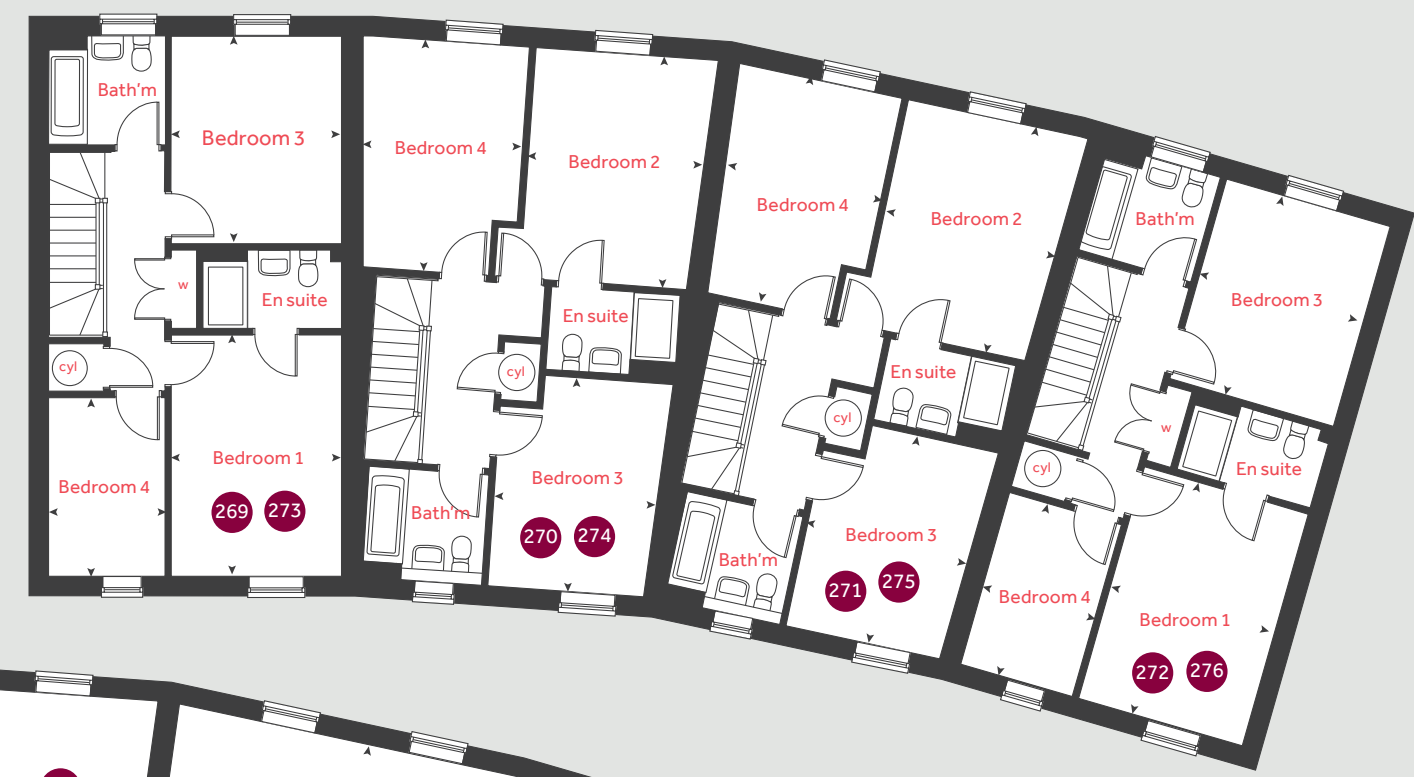 Bath'm
Bedroom 3
w
En suite
cyl
Bedroom 1
Bedroom 4
269
273
Bedroom 4
Bedroom 2
En suite
cyl
Bedroom 3
Bath'm
270
274
Bedroom 4
Bedroom 2
En suite
cyl
Bedroom 3
Bath'm
271
275
Bath'm
Bedroom 3
w
En suite
cyl
Bedroom 4
Bedroom 1
272
276